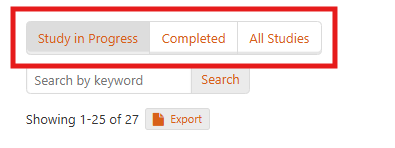 Study in Progress Completed All Studies
Search by keyword Search
Showing 1-25 of 27 Export